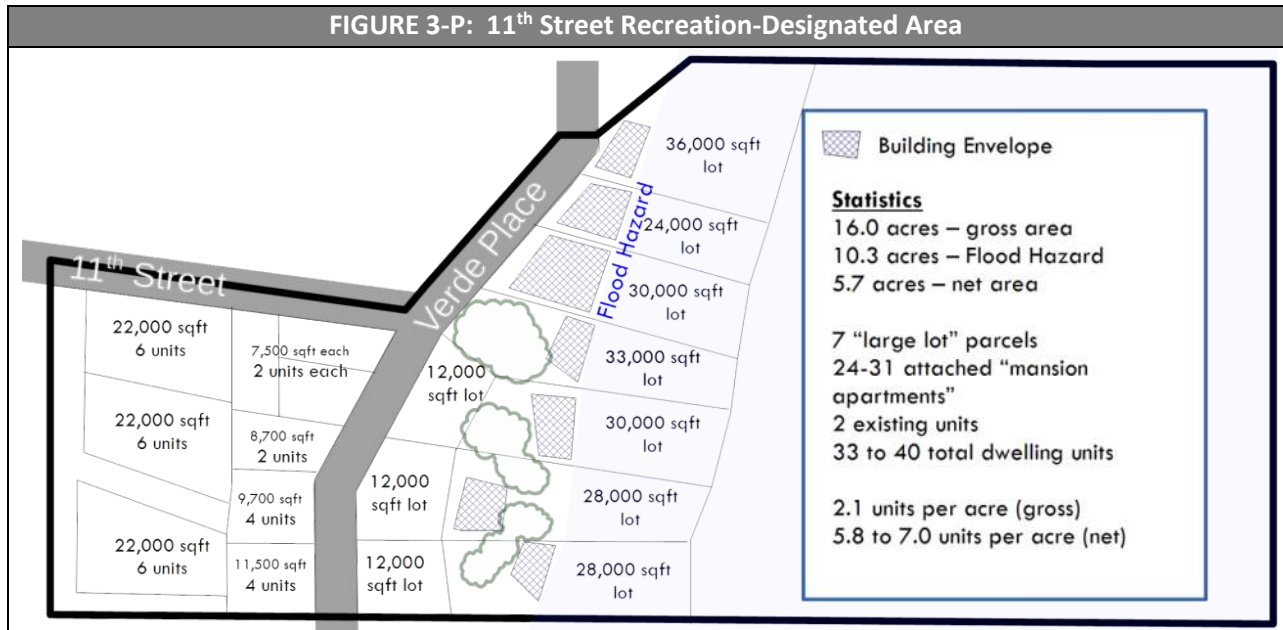 FIGURE 3-P: 11th Street Recreation-Designated Area
11th Street
Verde Place
Flood Hazard
22,000 sqft
6 units
22,000 sqft
6 units
22,000 sqft
6 units
7,500 sqft each
2 units each
8,700 sqft
2 units
9,700 sqft
4 units
11,500 sqft
4 units
12,000
sqft lot
12,000
sqft lot
12,000
sqft lot
36,000 sqft
lot
24,000 sqft
lot
30,000 sqft
lot
33,000 sqft
lot
30,000 sqft
lot
28,000 sqft
lot
28,000 sqft
lot
Building Envelope
Statistics
16.0 acres – gross area
10.3 acres – Flood Hazard
5.7 acres – net area
7 “large lot” parcels
24-31 attached “mansion
apartments”
2 existing units
33 to 40 total dwelling units
2.1 units per acre (gross)
5.8 to 7.0 units per acre (net)